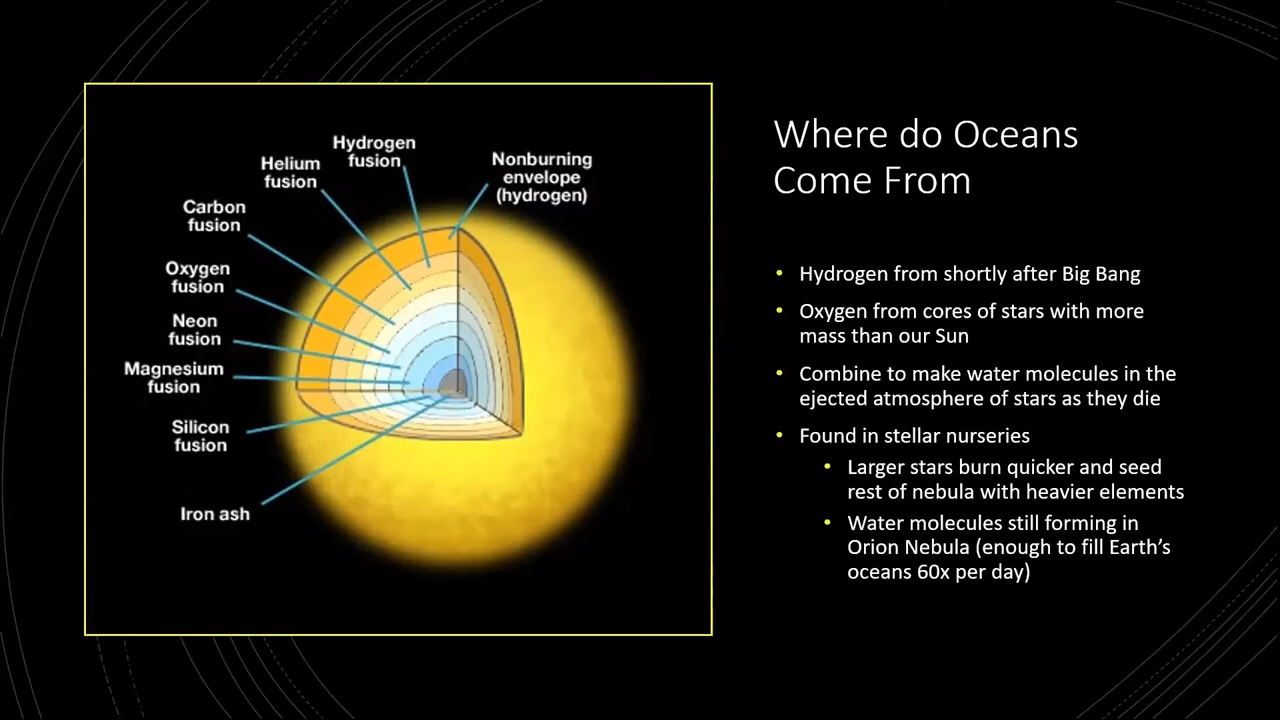 Where do Oceans
Come From
Hydrogen
fusion
Helium
fusion
Nonburning
envelope
(hydrogen)
Carbon
fusion
Oxygen
fusion
Neon
fusion
Magnesium
fusion
Silicon
fusion
Iron ash
• Hydrogen from shortly after Big Bang
• Oxygen from cores of stars with more
mass than our Sun
• Combine to make water molecules in the
ejected atmosphere of stars as they die
• Found in stellar nurseries
• Larger stars burn quicker and seed
rest of nebula with heavier elements
• Water molecules still forming in
Orion Nebula (enough to fill Earth’s
oceans 60x per day)